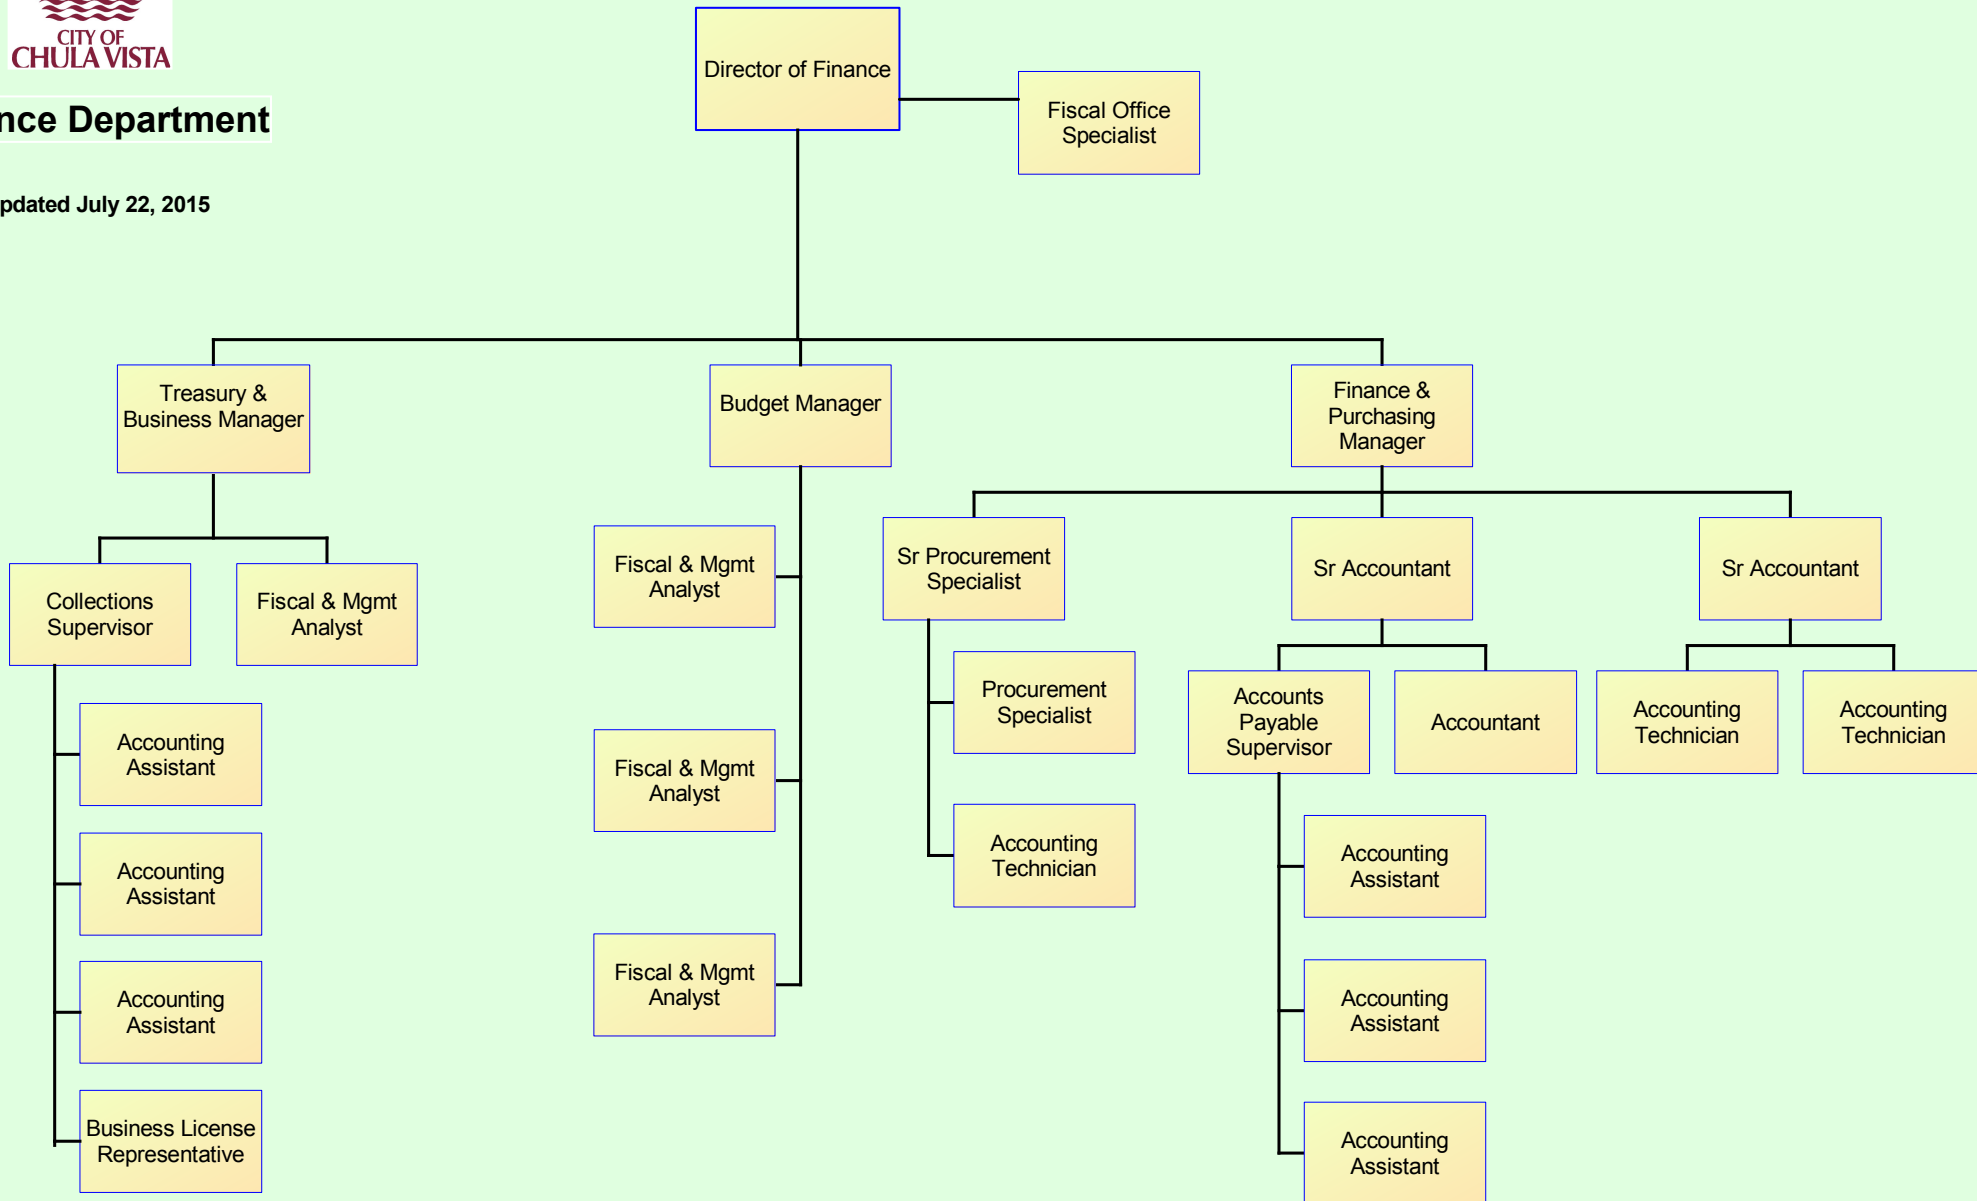 CITY OF
CHULA VISTA
nce Department
pdated July 22, 2015
Director of Finance
Fiscal Office
Specialist
Treasury &
Business Manager
Budget Manager
Finance &
Purchasing
Manager
Collections
Supervisor
Fiscal & Mgmt
Analyst
Accounting
Assistant
Accounting
Assistant
Accounting
Assistant
Business License
Representative
Fiscal & Mgmt
Analyst
Fiscal & Mgmt
Analyst
Fiscal & Mgmt
Analyst
Sr Procurement
Specialist
Procurement
Specialist
Accounting
Technician
Sr Accountant
Accounts
Payable
Supervisor
Accountant
Accounting
Assistant
Accounting
Assistant
Accounting
Assistant
Sr Accountant
Accounting
Technician
Accounting
Technician